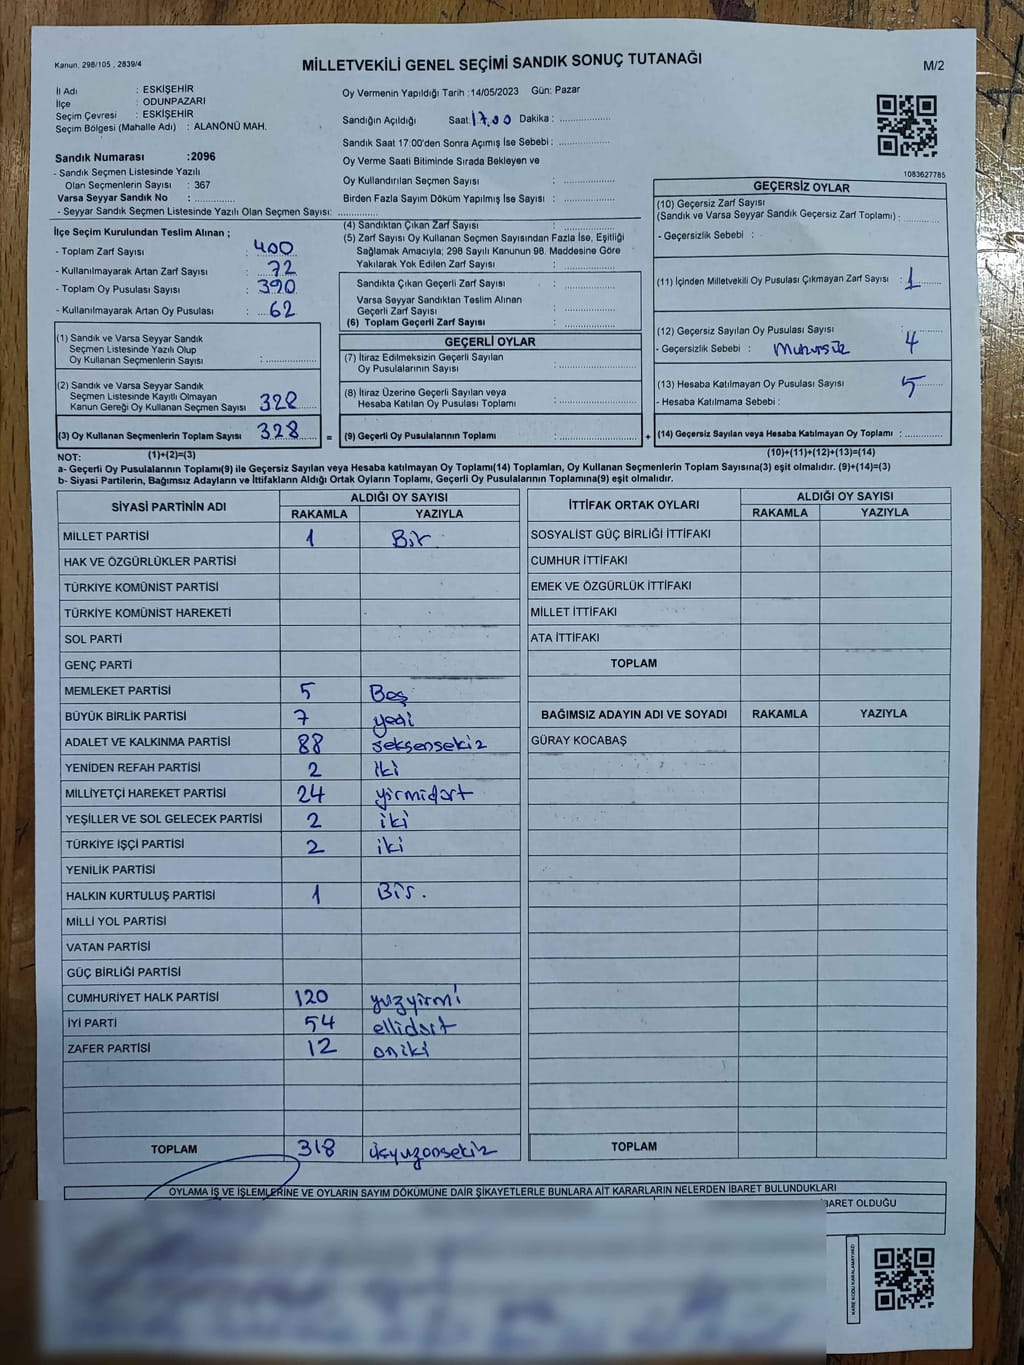 Kanun, 298/105 , 2839/4
MİLLETVEKİLİ GENEL SEÇİMİ SANDIK SONUÇ TUTANAĞI
M/2
İl Adı : ESKİŞEHİR
İlçe : ODUNPAZARI
Seçim Çevresi : ESKİŞEHİR
Seçim Bölgesi (Mahalle Adı) : ALANÖNÜ MAH.
Sandık Numarası :2096
- Sandık Seçmen Listesinde Yazılı
Olan Seçmenlerin Sayısı : 367
Varsa Seyyar Sandık No : ..............
- Seyyar Sandık Seçmen Listesinde Yazılı Olan Seçmen Sayısı: ..............
Oy Vermenin Yapıldığı Tarih :14/05/2023 Gün: Pazar
Sandığın Açıldığı Saat:17.00 Dakika : ..............
Sandık Saat 17:00'den Sonra Açımış İse Sebebi: ..............
Oy Verme Saati Bitiminde Sırada Bekleyen ve
Oy Kullandırılan Seçmen Sayısı : ..............
Birden Fazla Sayım Döküm Yapılmış İse Sayısı : ..............
1083627785
İlçe Seçim Kurulundan Teslim Alınan ;
- Toplam Zarf Sayısı : 400
- Kullanılmayarak Artan Zarf Sayısı : 72
- Toplam Oy Pusulası Sayısı : 390
- Kullanılmayarak Artan Oy Pusulası : 62
(4) Sandıktan Çıkan Zarf Sayısı : ..............
(5) Zarf Sayısı Oy Kullanan Seçmen Sayısından Fazla İse, Eşitliği
Sağlamak Amacıyla; 298 Sayılı Kanunun 98. Maddesine Göre
Yakılarak Yok Edilen Zarf Sayısı : ..............
Sandıkta Çıkan Geçerli Zarf Sayısı : ..............
Varsa Seyyar Sandıktan Teslim Alınan
Geçerli Zarf Sayısı : ..............
(6) Toplam Geçerli Zarf Sayısı : ..............
GEÇERSİZ OYLAR
(10) Geçersiz Zarf Sayısı
(Sandık ve Varsa Seyyar Sandık Geçersiz Zarf Toplamı) : ..............
- Geçersizlik Sebebi :
(11) İçinden Milletvekili Oy Pusulası Çıkmayan Zarf Sayısı : 1
(12) Geçersiz Sayılan Oy Pusulası Sayısı : 4
- Geçersizlik Sebebi : Mühürsüz
(13) Hesaba Katılmayan Oy Pusulası Sayısı : 5
- Hesaba Katılmama Sebebi :
(14) Geçersiz Sayılan veya Hesaba Katılmayan Oy Toplamı : ..............
(1) Sandık ve Varsa Seyyar Sandık
Seçmen Listesinde Yazılı Olup
Oy Kullanan Seçmenlerin Sayısı : ..............
(2) Sandık ve Varsa Seyyar Sandık
Seçmen Listesinde Kayıtlı Olmayan
Kanun Gereği Oy Kullanan Seçmen Sayısı 328
(3) Oy Kullanan Seçmenlerin Toplam Sayısı 328 =
GEÇERLİ OYLAR
(7) İtiraz Edilmeksizin Geçerli Sayılan
Oy Pusulalarının Sayısı : ..............
(8) İtiraz Üzerine Geçerli Sayılan veya
Hesaba Katılan Oy Pusulası Toplamı : ..............
(9) Geçerli Oy Pusulalarının Toplamı : .............. +
NOT: (1)+(2)=(3) (10)+(11)+(12)+(13)=(14)
a- Geçerli Oy Pusulalarının Toplamı(9) ile Geçersiz Sayılan veya Hesaba katılmayan Oy Toplamı(14) Toplamları, Oy Kullanan Seçmenlerin Toplam Sayısına(3) eşit olmalıdır. (9)+(14)=(3)
b- Siyasi Partilerin, Bağımsız Adayların ve İttifakların Aldığı Ortak Oyların Toplamı, Geçerli Oy Pusulalarının Toplamına(9) eşit olmalıdır.
SİYASİ PARTİNİN ADI ALDIĞI OY SAYISI
RAKAMLA YAZIYLA
MİLLET PARTİSİ 1 Bir
HAK VE ÖZGÜRLÜKLER PARTİSİ
TÜRKİYE KOMÜNİST PARTİSİ
TÜRKİYE KOMÜNİST HAREKETİ
SOL PARTİ
GENÇ PARTİ
MEMLEKET PARTİSİ 5 Beş
BÜYÜK BİRLİK PARTİSİ 7 yedi
ADALET VE KALKINMA PARTİSİ 88 seksensekiz
YENİDEN REFAH PARTİSİ 2 iki
MİLLİYETÇİ HAREKET PARTİSİ 24 yirmidört
YEŞİLLER VE SOL GELECEK PARTİSİ 2 iki
TÜRKİYE İŞÇİ PARTİSİ 2 iki
YENİLİK PARTİSİ
HALKIN KURTULUŞ PARTİSİ 1 Bir.
MİLLİ YOL PARTİSİ
VATAN PARTİSİ
GÜÇ BİRLİĞİ PARTİSİ
CUMHURİYET HALK PARTİSİ 120 yuzyirmi
İYİ PARTİ 54 ellidört
ZAFER PARTİSİ 12 oniki
TOPLAM 318 üçyuzonsekiz
İTTİFAK ORTAK OYLARI ALDIĞI OY SAYISI
RAKAMLA YAZIYLA
SOSYALİST GÜÇ BİRLİĞİ İTTİFAKI
CUMHUR İTTİFAKI
EMEK VE ÖZGÜRLÜK İTTİFAKI
MİLLET İTTİFAKI
ATA İTTİFAKI
TOPLAM
BAĞIMSIZ ADAYIN ADI VE SOYADI RAKAMLA YAZIYLA
GÜRAY KOCABAŞ
TOPLAM
OYLAMA İŞ VE İŞLEMLERİNE VE OYLARIN SAYIM DÖKÜMÜNE DAİR ŞİKAYETLERLE BUNLARA AİT KARARLARIN NELERDEN İBARET BULUNDUKLARI
İBARET OLDUĞU
KARE KODU KARALAMAYINIZ!